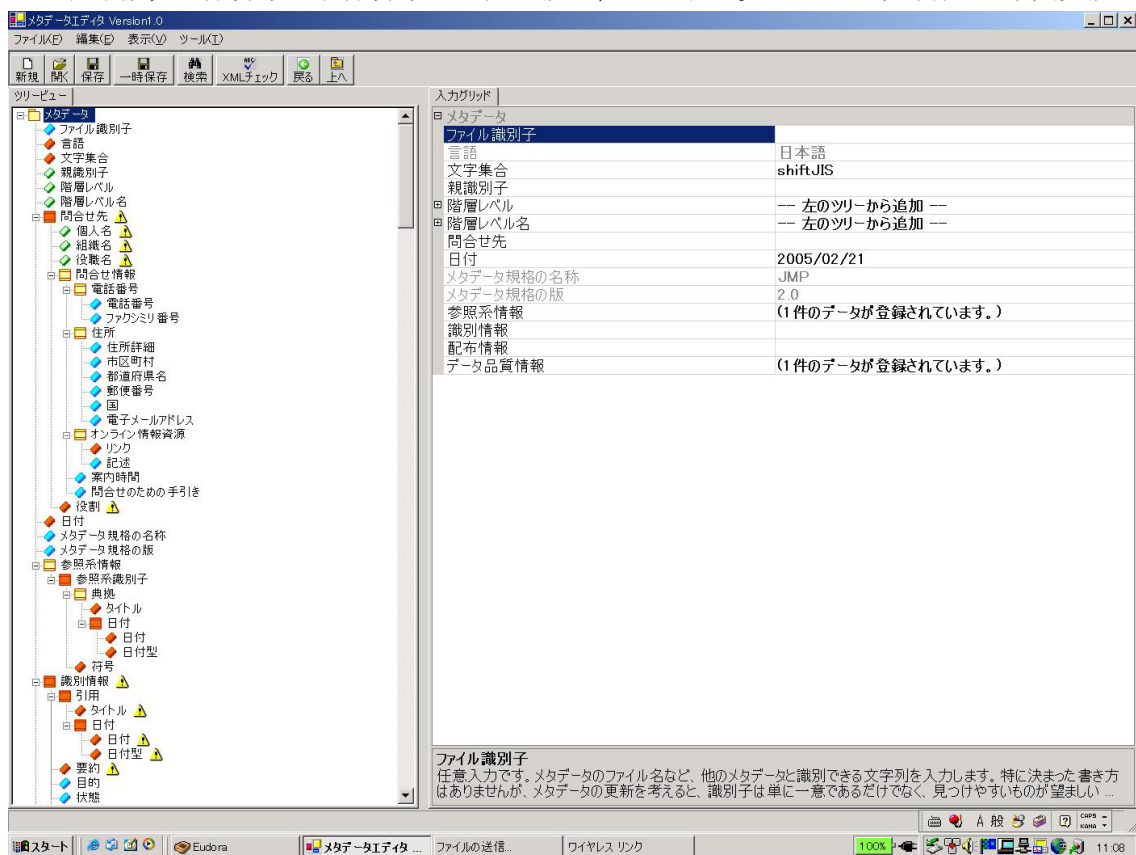 メタデータエディタ Version1.0
ファイル(F) 編集(E) 表示(V) ツール(T)
新規 開く 保存 一時保存 検索 XMLチェック 戻る 上へ
ツリービュー
メタデータ
ファイル識別子
言語
文字集合
親識別子
階層レベル
階層レベル名
問合せ先
個人名
組織名
役職名
問合せ情報
電話番号
電話番号
ファクシミリ番号
住所
住所詳細
市区町村
都道府県名
郵便番号
国
電子メールアドレス
オンライン情報資源
リンク
記述
案内時間
問合せのための手引き
役割
日付
メタデータ規格の名称
メタデータ規格の版
参照系情報
参照系識別子
典拠
タイトル
日付
日付
日付型
符号
識別情報
引用
タイトル
日付
日付
日付型
要約
目的
状態
入力グリッド
メタデータ
ファイル識別子
言語 日本語
文字集合 shiftJIS
親識別子
階層レベル –– 左のツリーから追加 ––
階層レベル名 –– 左のツリーから追加 ––
問合せ先
日付 2005/02/21
メタデータ規格の名称 JMP
メタデータ規格の版 2.0
参照系情報 (1件のデータが登録されています。)
識別情報
配布情報
データ品質情報 (1件のデータが登録されています。)
ファイル識別子
任意入力です。メタデータのファイル名など、他のメタデータと識別できる文字列を入力します。特に決まった書き方
はありませんが、メタデータの更新を考えると、識別子は単に一意であるだけでなく、見つけやすいものが望ましい ...
A 般 CAPS KANA
スタート Eudora メタデータエディタ ... ファイルの送信... ワイヤレス リンク 100% 11:08